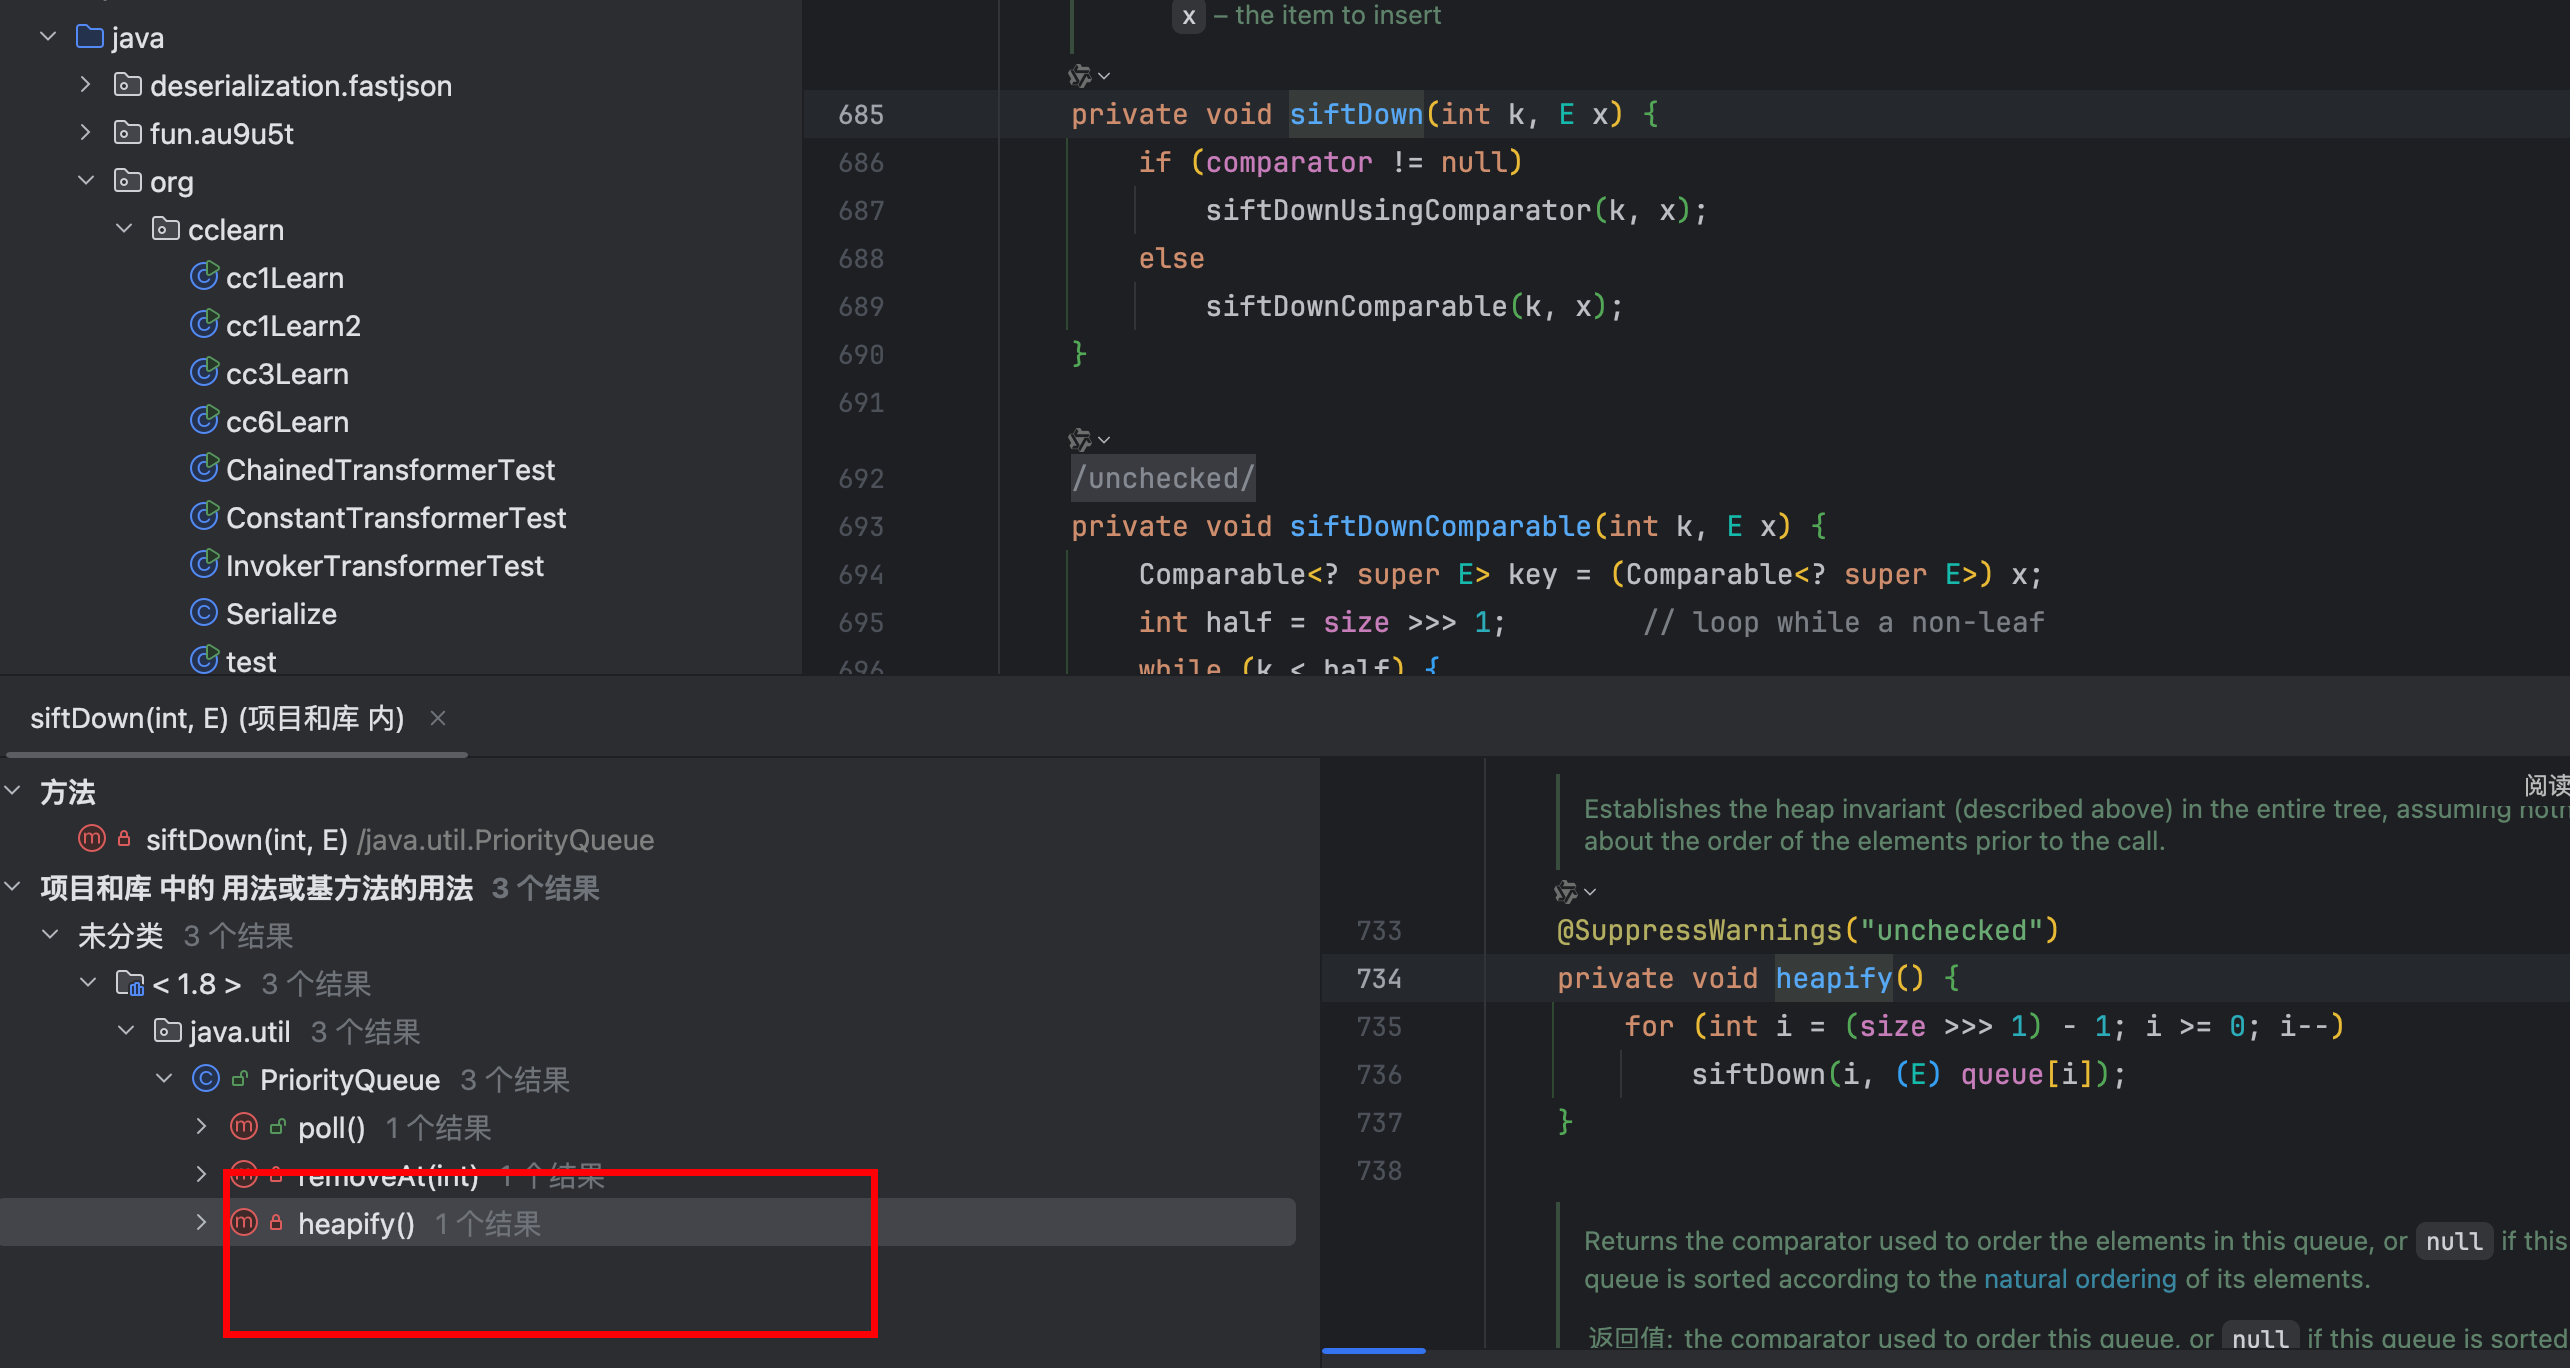 java
deserialization.fastjson
fun.au9u5t
org
cclearn
cc1Learn
cc1Learn2
cc3Learn
cc6Learn
ChainedTransformerTest
ConstantTransformerTest
InvokerTransformerTest
Serialize
test
x – the item to insert
685 private void siftDown(int k, E x) {
686 if (comparator != null)
687 siftDownUsingComparator(k, x);
688 else
689 siftDownComparable(k, x);
690 }
691
692 /unchecked/
693 private void siftDownComparable(int k, E x) {
694 Comparable<? super E> key = (Comparable<? super E>) x;
695 int half = size >>> 1; // loop while a non-leaf
696 while (k < half) {
siftDown(int, E) (项目和库 内)
方法
siftDown(int, E) /java.util.PriorityQueue
项目和库 中的 用法或基方法的用法 3 个结果
未分类 3 个结果
< 1.8 > 3 个结果
java.util 3 个结果
PriorityQueue 3 个结果
poll() 1 个结果
removeAt(int) 1 个结果
heapify() 1 个结果
阅读
Establishes the heap invariant (described above) in the entire tree, assuming
about the order of the elements prior to the call.
733 @SuppressWarnings("unchecked")
734 private void heapify() {
735 for (int i = (size >>> 1) - 1; i >= 0; i--)
736 siftDown(i, (E) queue[i]);
737 }
738
Returns the comparator used to order the elements in this queue, or null if this
queue is sorted according to the natural ordering of its elements.
返回值: the comparator used to order this queue, or null if this queue is sorted